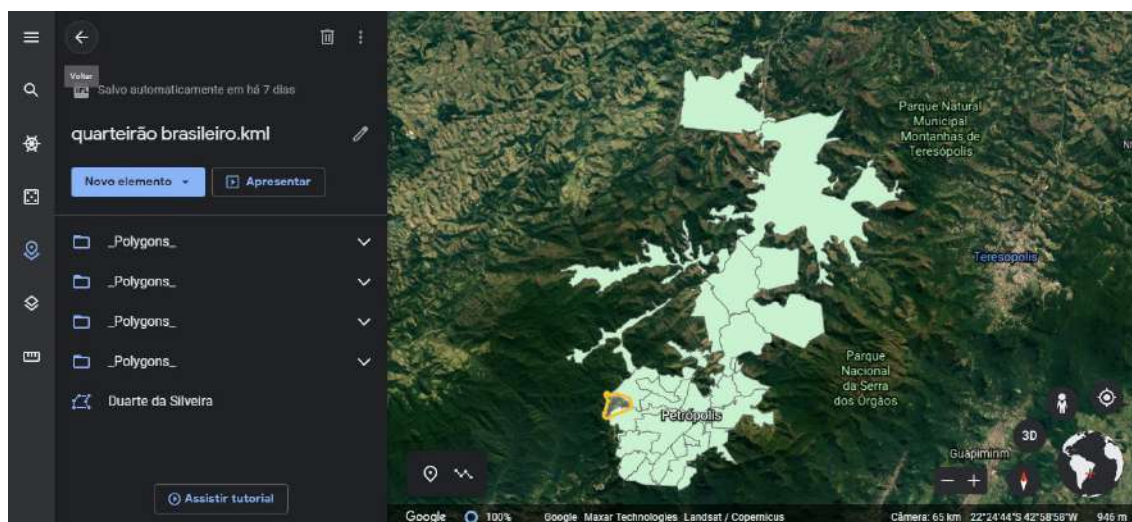 Voltar
Salvo automaticamente em há 7 dias
quarteirão brasileiro.kml
Novo elemento
Apresentar
_Polygons_
_Polygons_
_Polygons_
_Polygons_
Duarte da Silveira
Assistir tutorial
Parque Natural
Municipal
Montanhas de
Teresópolis
Teresópolis
Parque
Nacional
da Serra
dos Órgãos
Petrópolis
Guapimirim
3D
Google 100% Google Maxar Technologies Landsat / Copernicus Câmera: 65 km 22°24'44"S 42°58'58"W 946 m